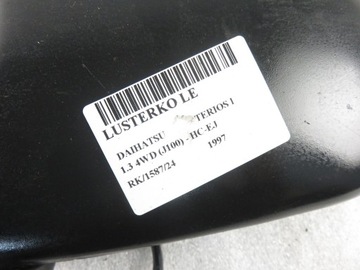 LUSTERKO LE
DAIHATSU TERIOS I
1.3 4WD (J100) - HC-EJ
RK/1587/24 1997